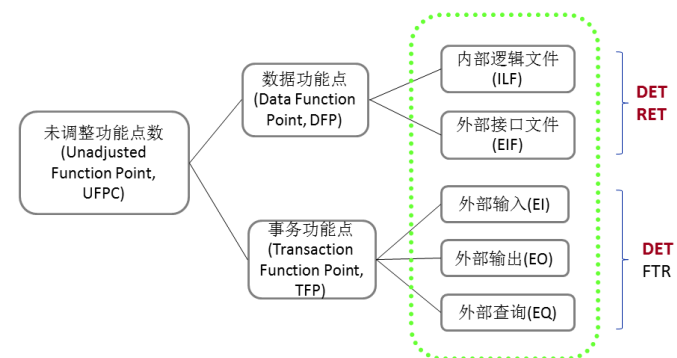 未调整功能点数
(Unadjusted
Function Point,
UFPC)
数据功能点
(Data Function
Point, DFP)
事务功能点
(Transaction
Function Point,
TFP)
内部逻辑文件
(ILF)
外部接口文件
(EIF)
外部输入(EI)
外部输出(EO)
外部查询(EQ)
DET
RET
DET
FTR